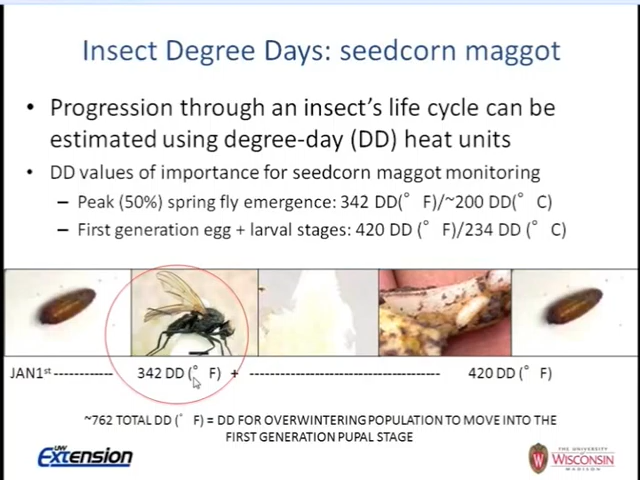 Insect Degree Days: seedcorn maggot
• Progression through an insect's life cycle can be
estimated using degree-day (DD) heat units
• DD values of importance for seedcorn maggot monitoring
– Peak (50%) spring fly emergence: 342 DD(° F)/~200 DD(° C)
– First generation egg + larval stages: 420 DD (° F)/234 DD (° C)
JAN1st ----------- 342 DD (° F) + ----------------------------------- 420 DD (° F)
~762 TOTAL DD (° F) = DD FOR OVERWINTERING POPULATION TO MOVE INTO THE
FIRST GENERATION PUPAL STAGE
UW Extension
THE UNIVERSITY
of
WISCONSIN
MADISON